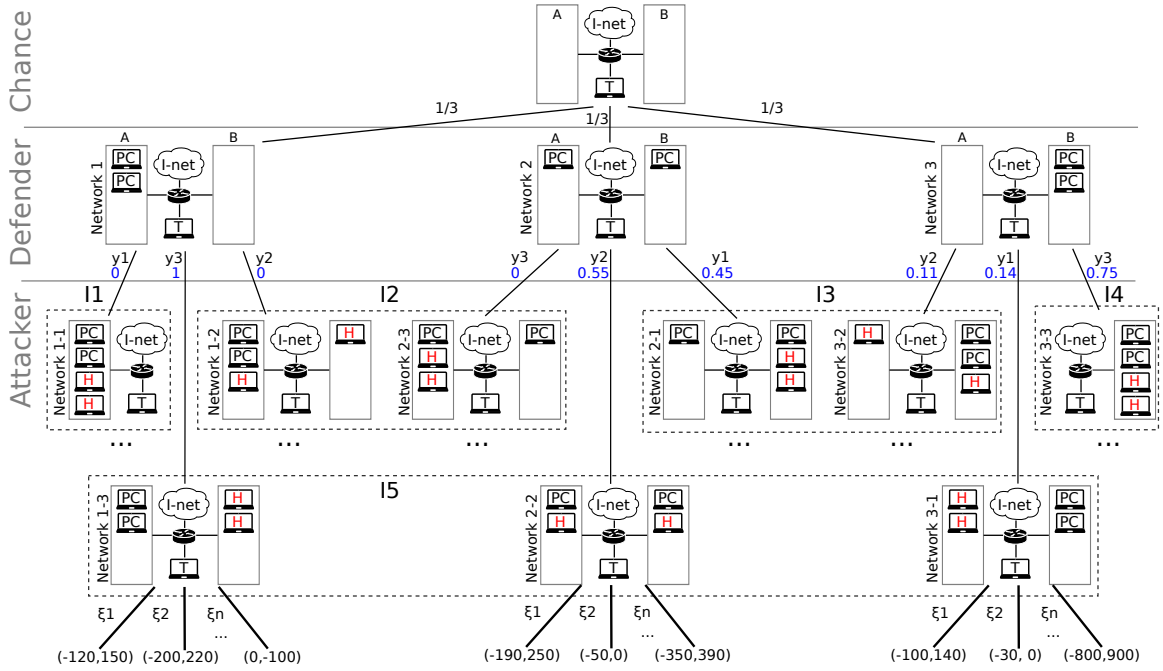 Chance
A
I-net
B
T
1/3
1/3
1/3
Defender
Network 1
A
PC
PC
I-net
T
B
Network 2
A
PC
I-net
T
B
PC
Network 3
A
I-net
T
B
PC
PC
y1
0
y3
1
y2
0
y3
0
y2
0.55
y1
0.45
y2
0.11
y1
0.14
y3
0.75
Attacker
I1
Network 1-1
PC
PC
H
H
I-net
T
...
I2
Network 1-2
PC
PC
H
I-net
T
H
...
Network 2-3
PC
H
H
I-net
T
PC
...
I3
Network 2-1
PC
I-net
T
PC
H
H
...
Network 3-2
H
I-net
T
PC
PC
H
...
I4
Network 3-3
I-net
T
PC
PC
H
H
...
I5
Network 1-3
PC
PC
I-net
T
H
H
Network 2-2
PC
H
I-net
T
PC
H
Network 3-1
H
H
I-net
T
PC
PC
ξ1
ξ2
ξn
...
ξ1
ξ2
ξn
...
ξ1
ξ2
ξn
...
(-120,150)
(-200,220)
(0,-100)
(-190,250)
(-50,0)
(-350,390)
(-100,140)
(-30, 0)
(-800,900)